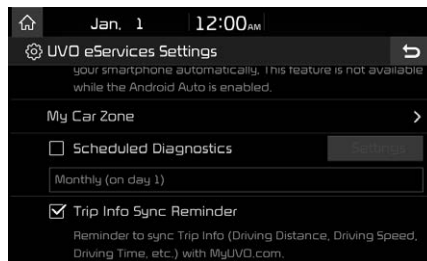 Jan. 1 12:00 AM
UVO eServices Settings
your smartphone automatically. This feature is not available
while the Android Auto is enabled.
My Car Zone
Scheduled Diagnostics Settings
Monthly (on day 1)
Trip Info Sync Reminder
Reminder to sync Trip Info (Driving Distance, Driving Speed,
Driving Time, etc.) with MyUVO.com.